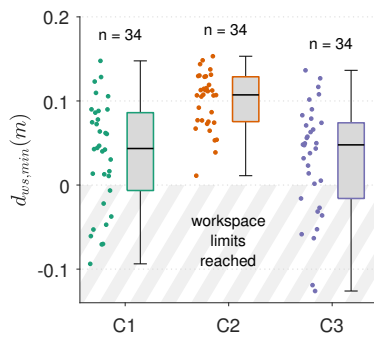 0.2
n = 34
n = 34
n = 34
0.1
d_{ws,min}(m)
0
workspace
limits
reached
-0.1
C1
C2
C3